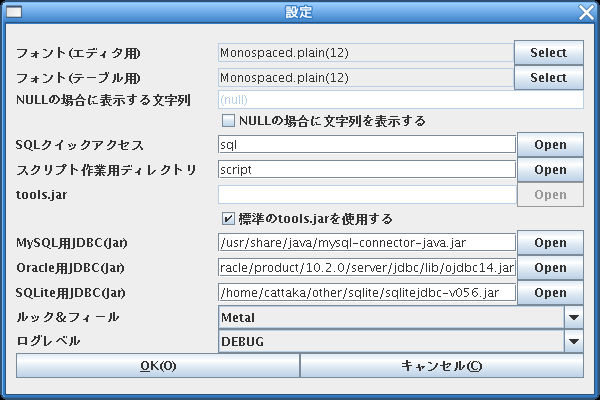 設定
フォント(エディタ用) Monospaced.plain(12) Select
フォント(テーブル用) Monospaced.plain(12) Select
NULLの場合に表示する文字列 (null)
NULLの場合に文字列を表示する
SQLクイックアクセス sql Open
スクリプト作業用ディレクトリ script Open
tools.jar Open
標準のtools.jarを使用する
MySQL用JDBC(Jar) /usr/share/java/mysql-connector-java.jar Open
Oracle用JDBC(Jar) racle/product/10.2.0/server/jdbc/lib/ojdbc14.jar Open
SQLite用JDBC(Jar) /home/cattaka/other/sqlite/sqlitejdbc-v056.jar Open
ルック＆フィール Metal
ログレベル DEBUG
OK(O) キャンセル(C)